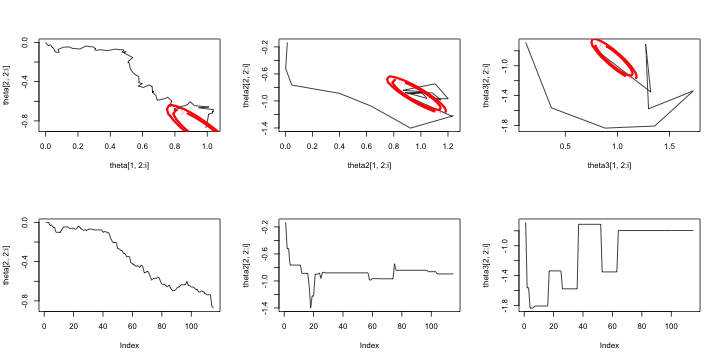 theta[2, 2:i]
0.0
-0.4
-0.8
0.0 0.2 0.4 0.6 0.8 1.0
theta[1, 2:i]
theta2[2, 2:i]
-0.2
-0.6
-1.0
-1.4
0.0 0.2 0.4 0.6 0.8 1.0 1.2
theta2[1, 2:i]
theta3[2, 2:i]
-1.0
-1.4
-1.8
0.5 1.0 1.5
theta3[1, 2:i]
theta[2, 2:i]
0.0
-0.4
-0.8
0 20 40 60 80 100
Index
theta2[2, 2:i]
-0.2
-0.6
-1.0
-1.4
0 20 40 60 80 100
Index
theta3[2, 2:i]
-1.0
-1.4
-1.8
0 20 40 60 80 100
Index